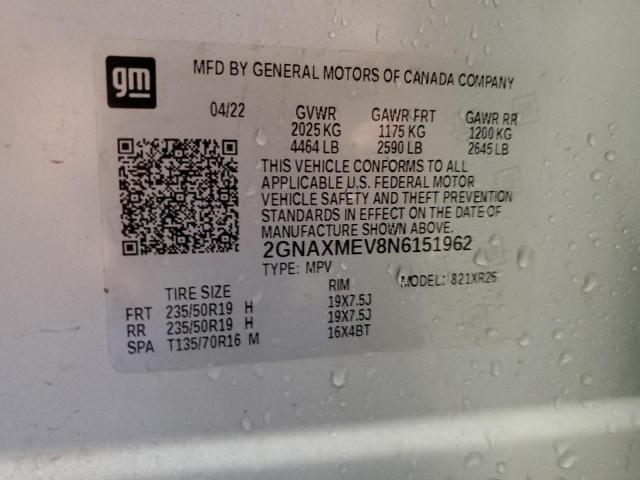 gm
MFD BY GENERAL MOTORS OF CANADA COMPANY
04/22 GVWR GAWR FRT GAWR RR
2025 KG 1175 KG 1200 KG
4464 LB 2590 LB 2645 LB
THIS VEHICLE CONFORMS TO ALL
APPLICABLE U.S. FEDERAL MOTOR
VEHICLE SAFETY AND THEFT PREVENTION
STANDARDS IN EFFECT ON THE DATE OF
MANUFACTURE SHOWN ABOVE.
2GNAXMEV8N6151962
TYPE: MPV MODEL: 821XR26
TIRE SIZE RIM
FRT 235/50R19 H 19X7.5J
RR 235/50R19 H 19X7.5J
SPA T135/70R16 M 16X4BT